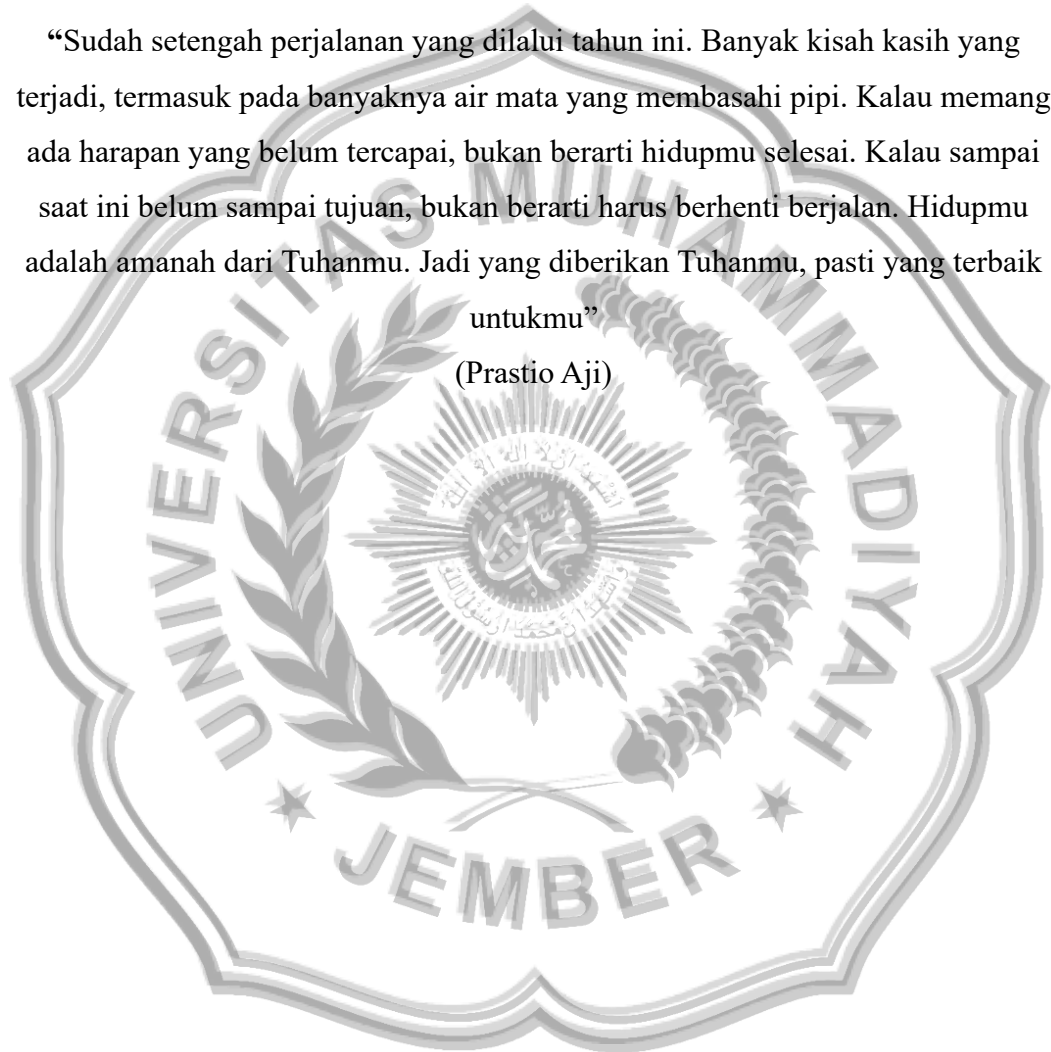 “Sudah setengah perjalanan yang dilalui tahun ini. Banyak kisah kasih yang
terjadi, termasuk pada banyaknya air mata yang membasahi pipi. Kalau memang
ada harapan yang belum tercapai, bukan berarti hidupmu selesai. Kalau sampai
saat ini belum sampai tujuan, bukan berarti harus berhenti berjalan. Hidupmu
adalah amanah dari Tuhanmu. Jadi yang diberikan Tuhanmu, pasti yang terbaik
untukmu”
(Prastio Aji)
UNIVERSITAS MUHAMMADIYAH
JEMBER